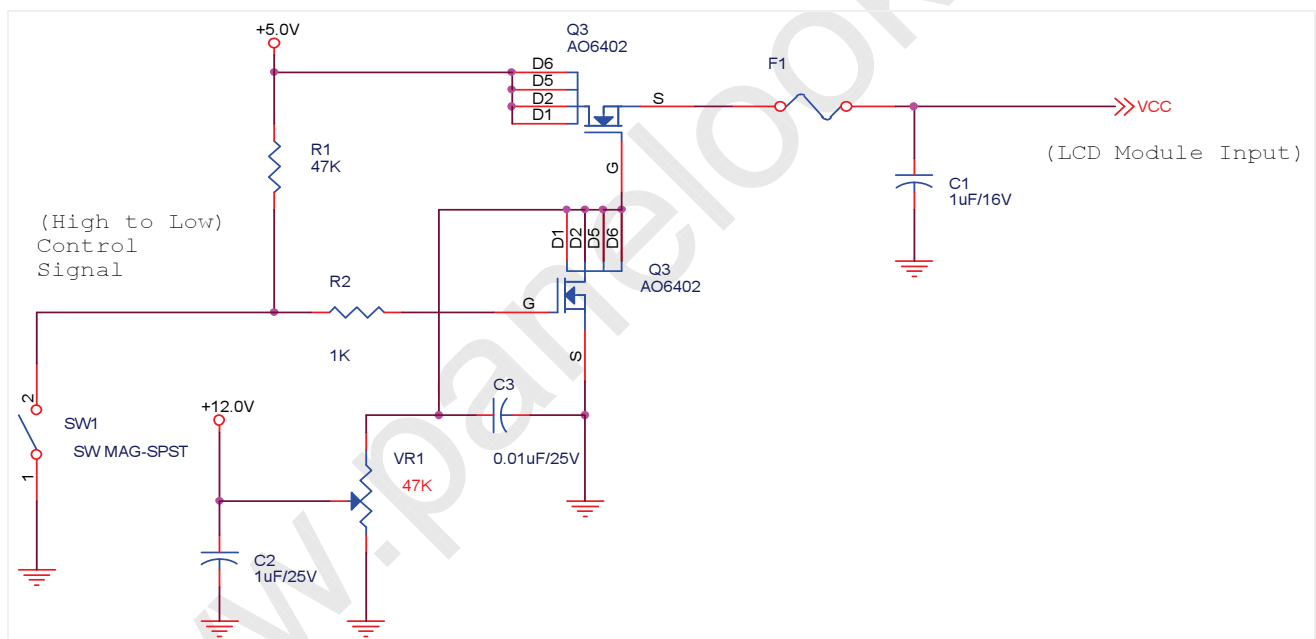 +5.0V
Q3
AO6402
D6
D5
D2
D1
S
G
F1
VCC
(LCD Module Input)
R1
47K
C1
1uF/16V
(High to Low)
Control
Signal
D1
D2
D5
D6
Q3
AO6402
R2
1K
G
S
2
1
SW1
SW MAG-SPST
+12.0V
C3
0.01uF/25V
VR1
47K
C2
1uF/25V
w.panelook